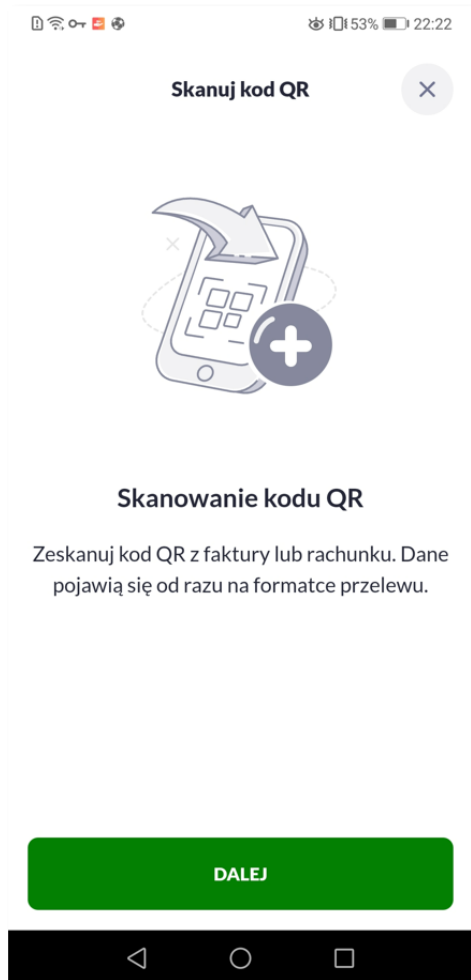 53% 22:22
Skanuj kod QR
Skanowanie kodu QR
Zeskanuj kod QR z faktury lub rachunku. Dane
pojawią się od razu na formatce przelewu.
DALEJ